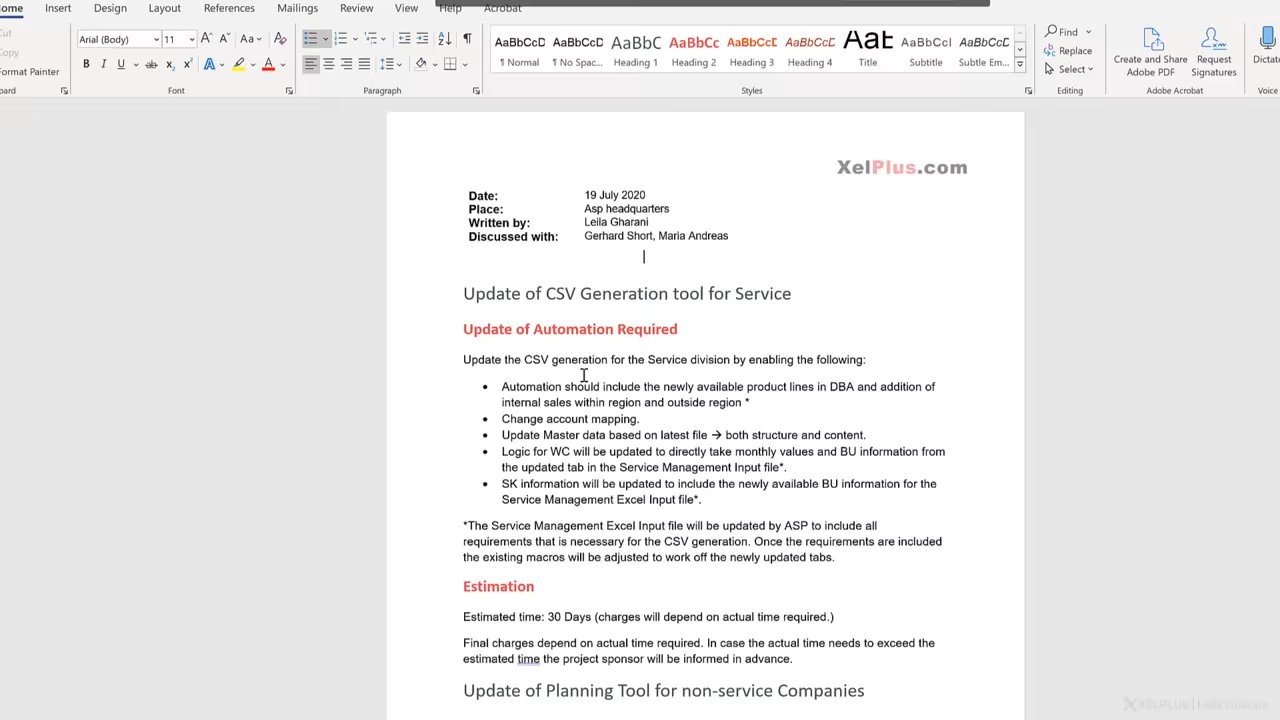 ome Insert Design Layout References Mailings Review View Help Acrobat
Cut
Copy
Format Painter
Arial (Body) 11
oard Font Paragraph Styles Editing Adobe Acrobat Voice
AaBbCcD AaBbCcD AaBbC AaBbCc AaBbCcD AaBbCcD AaB AaBbCcI AaBbCcD
¶ Normal ¶ No Spac... Heading 1 Heading 2 Heading 3 Heading 4 Title Subtitle Subtle Em...
Find
Replace
Select
Create and Share Adobe PDF
Request Signatures
Dictat
XelPlus.com
Date: 19 July 2020
Place: Asp headquarters
Written by: Leila Gharani
Discussed with: Gerhard Short, Maria Andreas
Update of CSV Generation tool for Service
Update of Automation Required
Update the CSV generation for the Service division by enabling the following:
• Automation should include the newly available product lines in DBA and addition of
internal sales within region and outside region *
• Change account mapping.
• Update Master data based on latest file → both structure and content.
• Logic for WC will be updated to directly take monthly values and BU information from
the updated tab in the Service Management Input file*.
• SK information will be updated to include the newly available BU information for the
Service Management Excel Input file*.
*The Service Management Excel Input file will be updated by ASP to include all
requirements that is necessary for the CSV generation. Once the requirements are included
the existing macros will be adjusted to work off the newly updated tabs.
Estimation
Estimated time: 30 Days (charges will depend on actual time required.)
Final charges depend on actual time required. In case the actual time needs to exceed the
estimated time the project sponsor will be informed in advance.
Update of Planning Tool for non-service Companies
XELPLUS | Leila Gharani